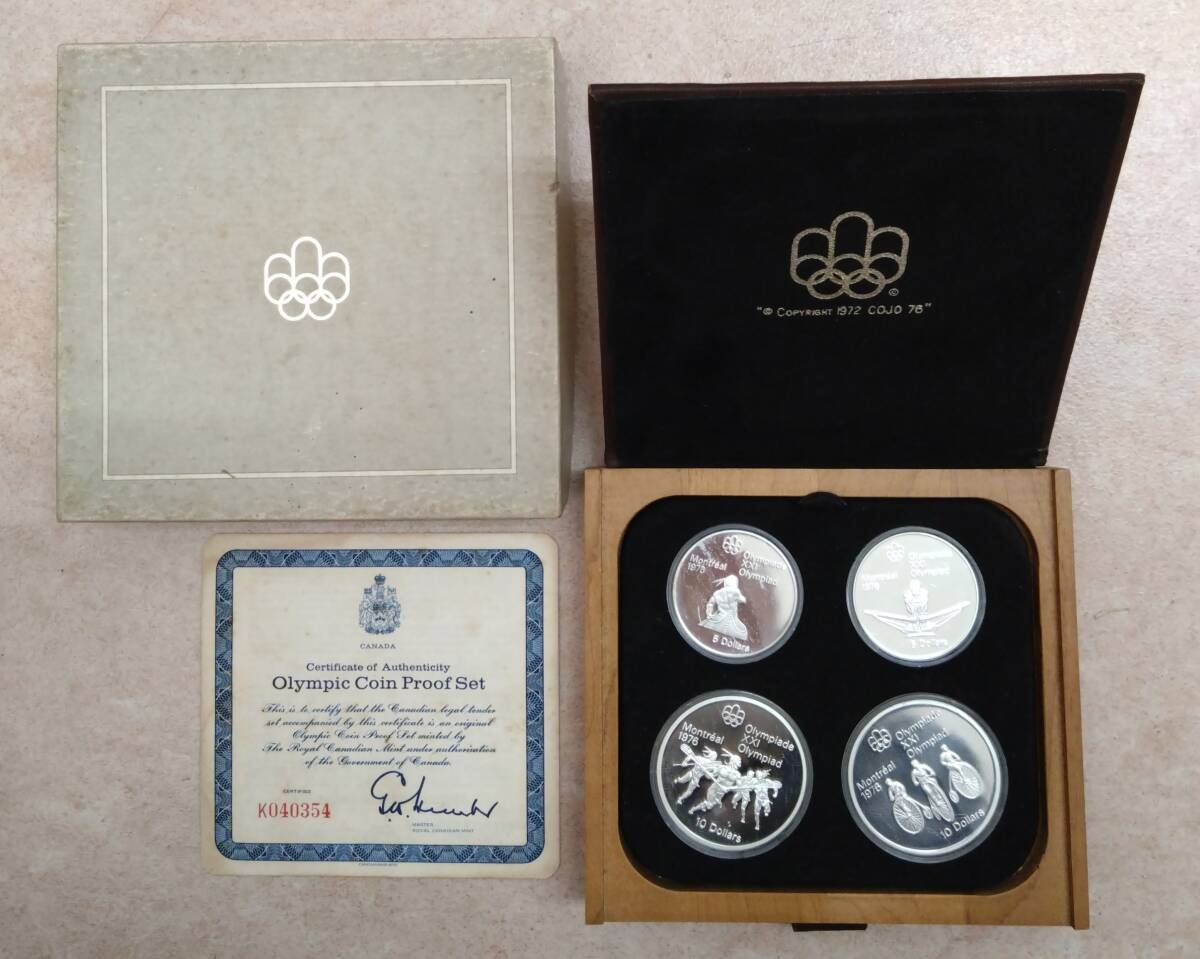 ©
"© COPYRIGHT 1972 COJO 76"
CANADA
Certificate of Authenticity
Olympic Coin Proof Set
This is to certify that the Canadian legal tender
set accompanied by this certificate is an original
Olympic Coin Proof Set minted by
The Royal Canadian Mint under authorization
of the Government of Canada.
CERTIFIED
K040354
MASTER
ROYAL CANADIAN MINT
Montréal
1976
Olympiade
XXI
Olympiad
5 Dollars
Montréal
1976
Olympiade
XXI
Olympiad
5 Dollars
Montréal
1976
Olympiade
XXI
Olympiad
10 Dollars
Montréal
1976
Olympiade
XXI
Olympiad
10 Dollars